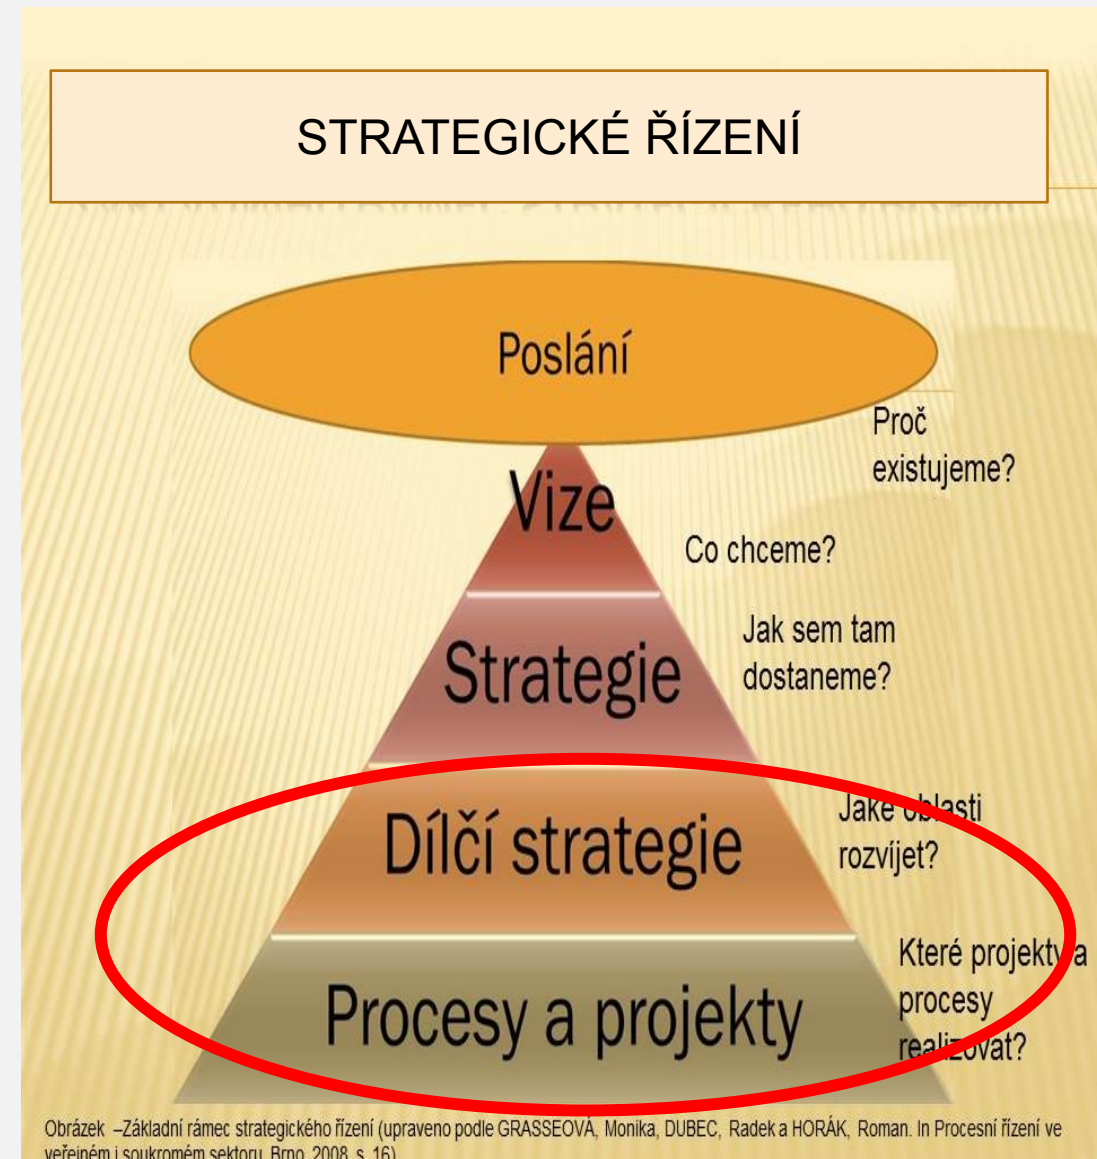 STRATEGICKÉ ŘÍZENÍ
Poslání
Proč
existujeme?
Vize
Co chceme?
Jak sem tam
dostaneme?
Strategie
Jaké oblasti
rozvíjet?
Dílčí strategie
Které projekty a
procesy
realizovat?
Procesy a projekty
Obrázek –Základní rámec strategického řízení (upraveno podle GRASSEOVÁ, Monika, DUBEC, Radek a HORÁK, Roman. In Procesní řízení ve
veřejném i soukromém sektoru. Brno, 2008, s. 16)